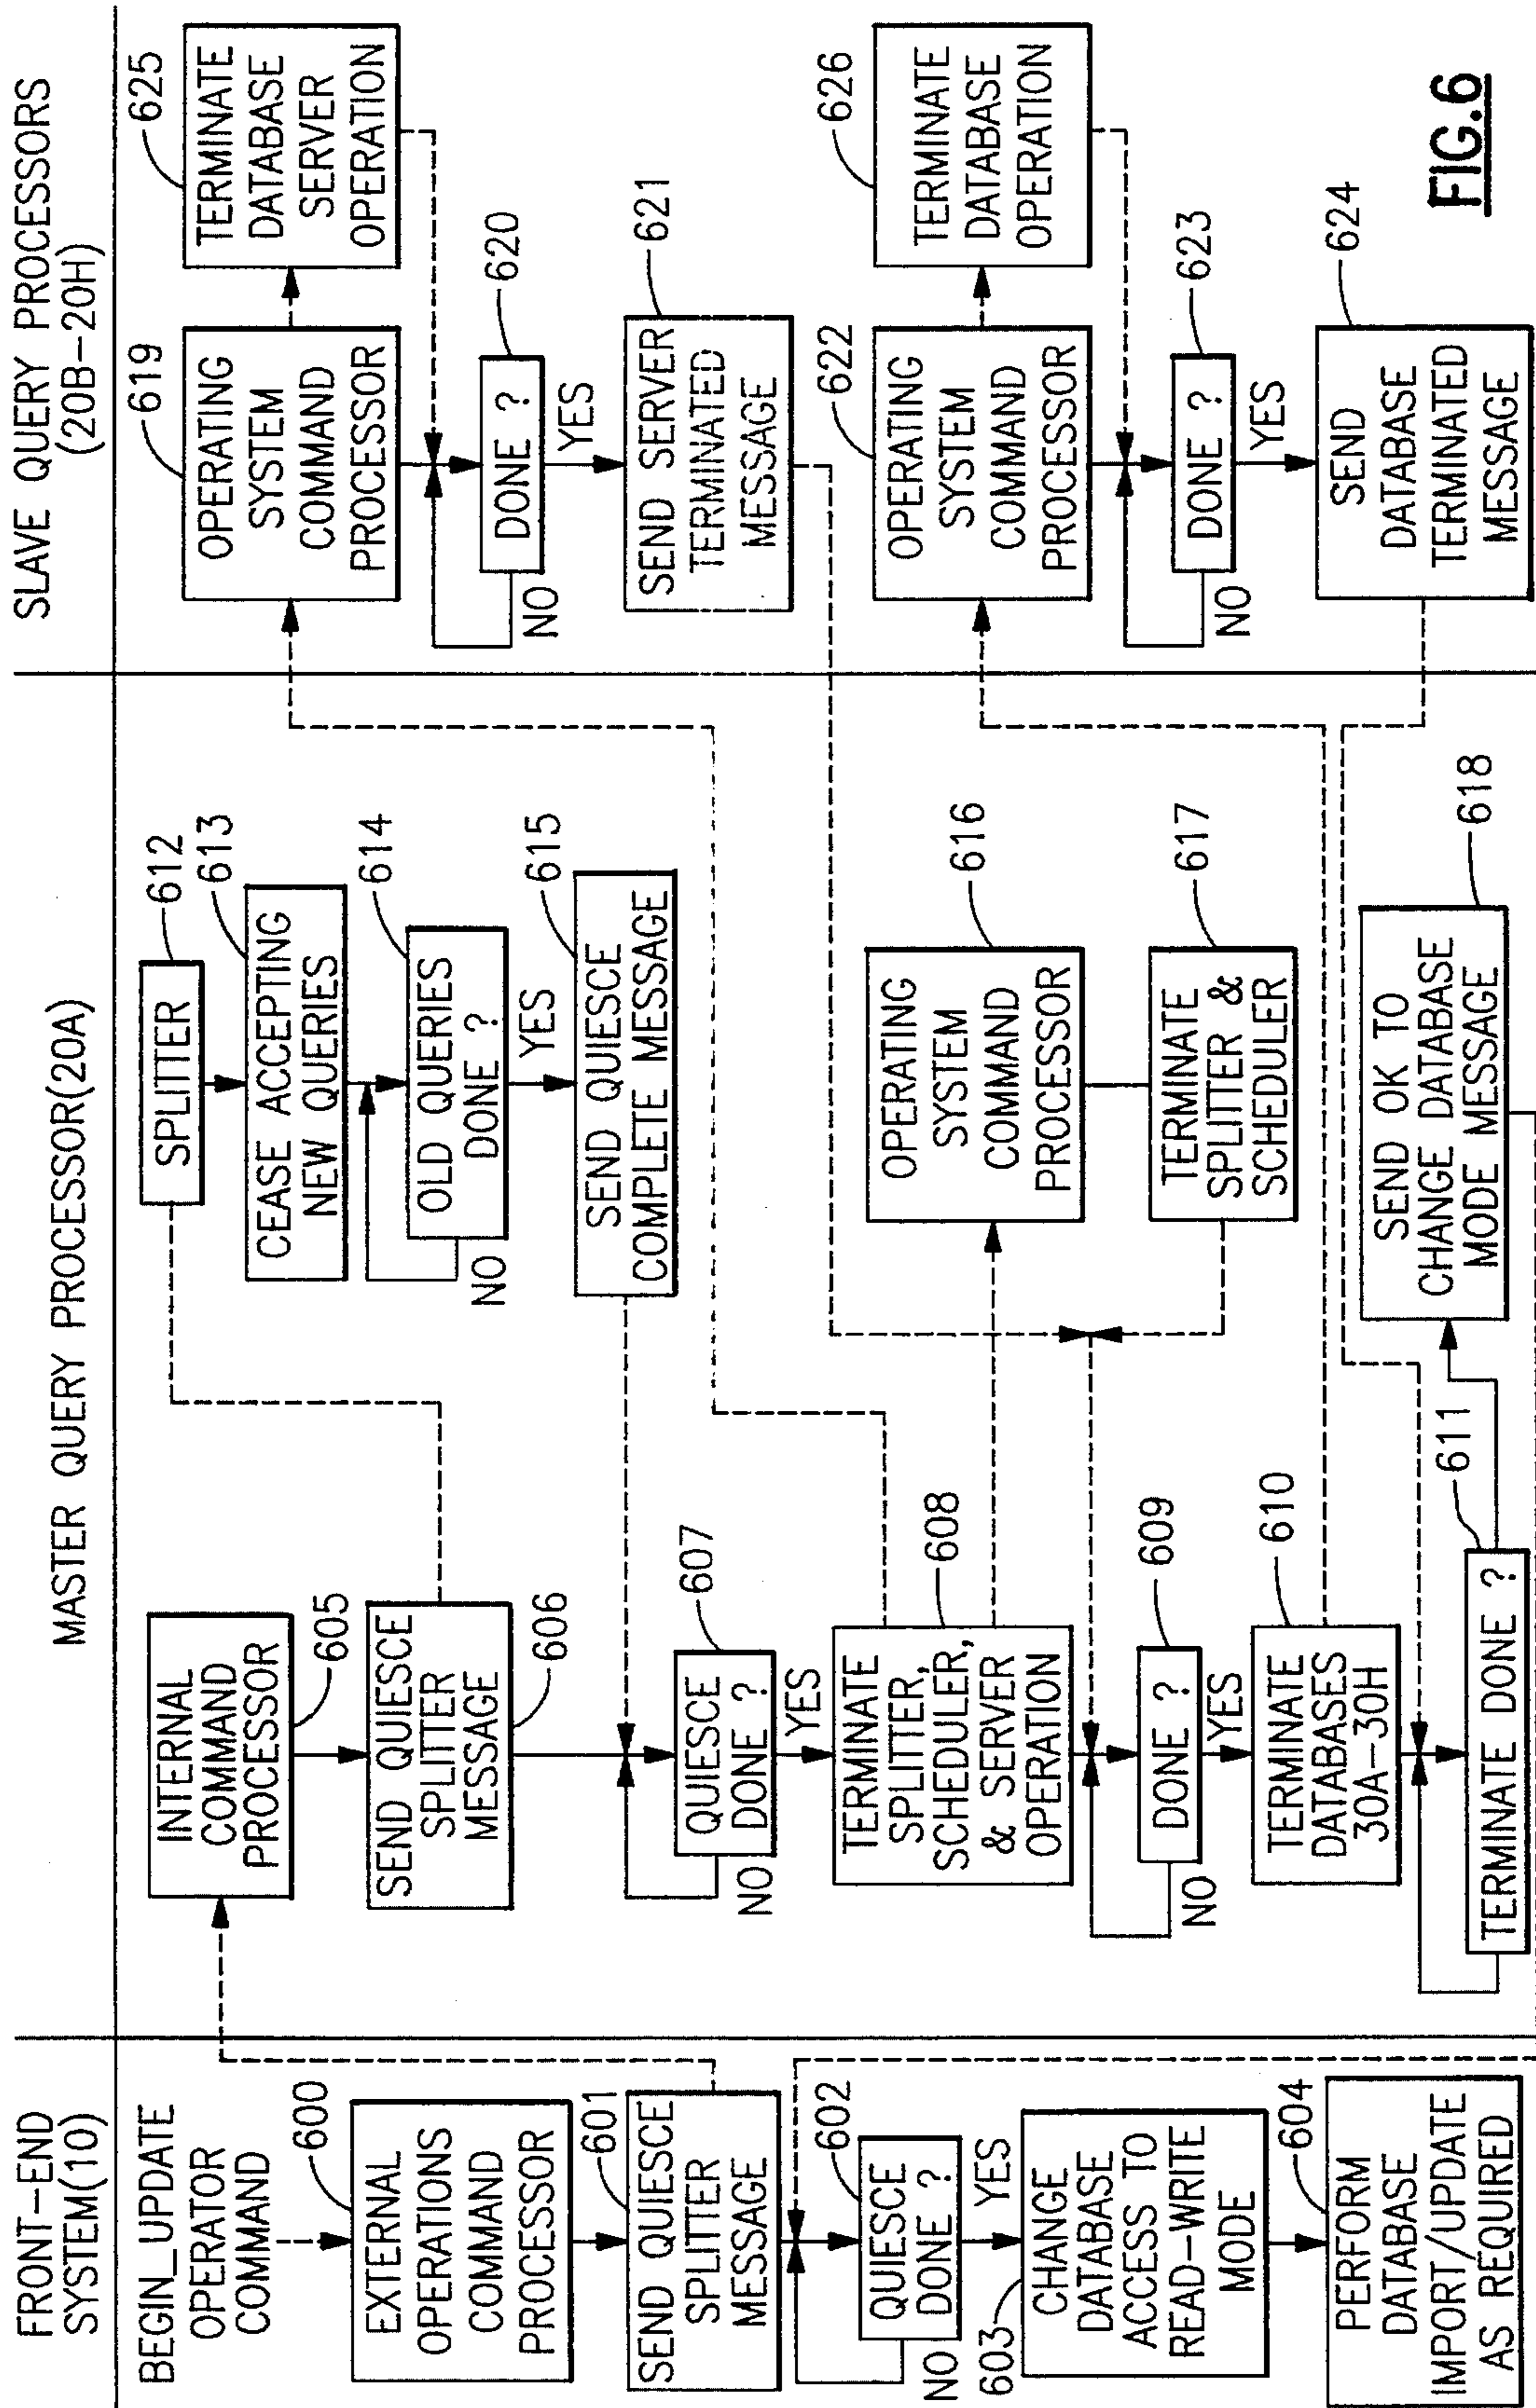 FRONT-END
SYSTEM(10)
BEGIN_UPDATE
OPERATOR
COMMAND
600
EXTERNAL
OPERATIONS
COMMAND
PROCESSOR
601
SEND QUIESCE
SPLITTER
MESSAGE
602
QUIESCE
DONE ?
NO
YES
603
CHANGE
DATABASE
ACCESS TO
READ-WRITE
MODE
604
PERFORM
DATABASE
IMPORT/UPDATE
AS REQUIRED
MASTER QUERY PROCESSOR(20A)
INTERNAL
COMMAND
PROCESSOR
605
SEND QUIESCE
SPLITTER
MESSAGE
606
607
QUIESCE
DONE ?
NO
YES
TERMINATE
SPLITTER,
SCHEDULER,
& SERVER
OPERATION
608
609
DONE ?
NO
YES
610
TERMINATE
DATABASES
30A-30H
611
TERMINATE DONE ?
612
SPLITTER
613
CEASE ACCEPTING
NEW QUERIES
614
OLD QUERIES
DONE ?
NO
YES
615
SEND QUIESCE
COMPLETE MESSAGE
616
OPERATING
SYSTEM
COMMAND
PROCESSOR
617
TERMINATE
SPLITTER &
SCHEDULER
618
SEND OK TO
CHANGE DATABASE
MODE MESSAGE
SLAVE QUERY PROCESSORS
(20B-20H)
619
OPERATING
SYSTEM
COMMAND
PROCESSOR
625
TERMINATE
DATABASE
SERVER
OPERATION
620
DONE ?
NO
YES
621
SEND SERVER
TERMINATED
MESSAGE
622
OPERATING
SYSTEM
COMMAND
PROCESSOR
626
TERMINATE
DATABASE
OPERATION
623
DONE ?
NO
YES
624
SEND
DATABASE
TERMINATED
MESSAGE
FIG.6